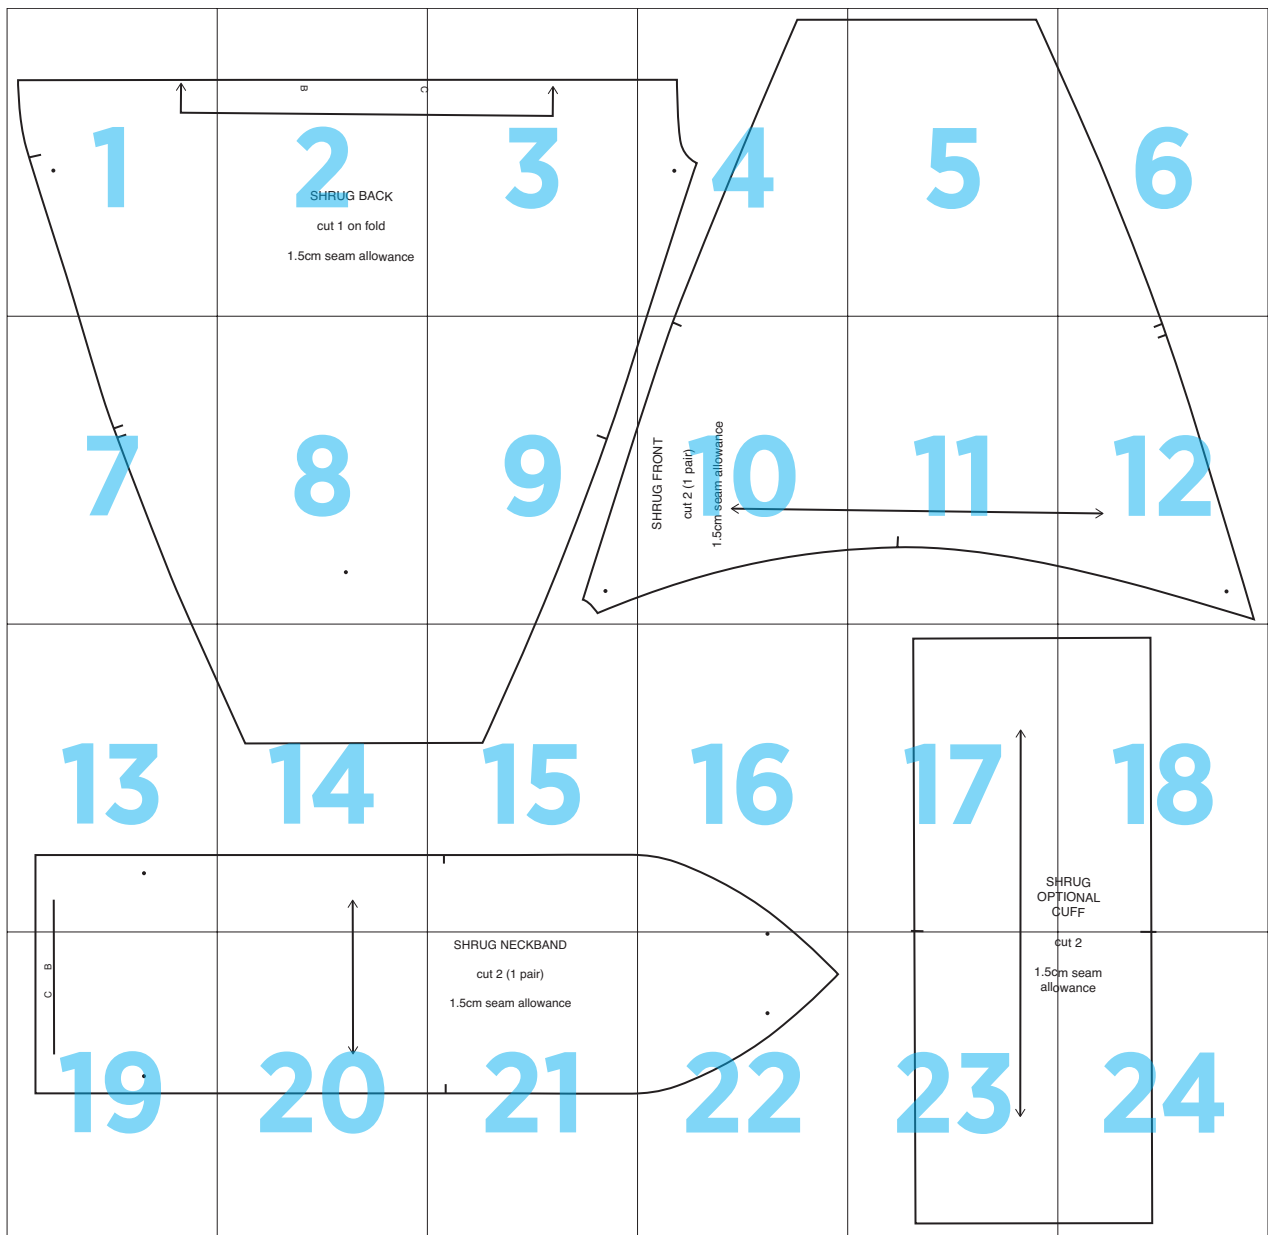 B
C
1
2
3
4
5
6
SHRUG BACK
cut 1 on fold
1.5cm seam allowance
7
8
9
10
11
12
SHRUG FRONT
cut 2 (1 pair)
1.5cm seam allowance
13
14
15
16
17
18
SHRUG
OPTIONAL
CUFF
cut 2
1.5cm seam
allowance
SHRUG NECKBAND
cut 2 (1 pair)
1.5cm seam allowance
B
C
19
20
21
22
23
24